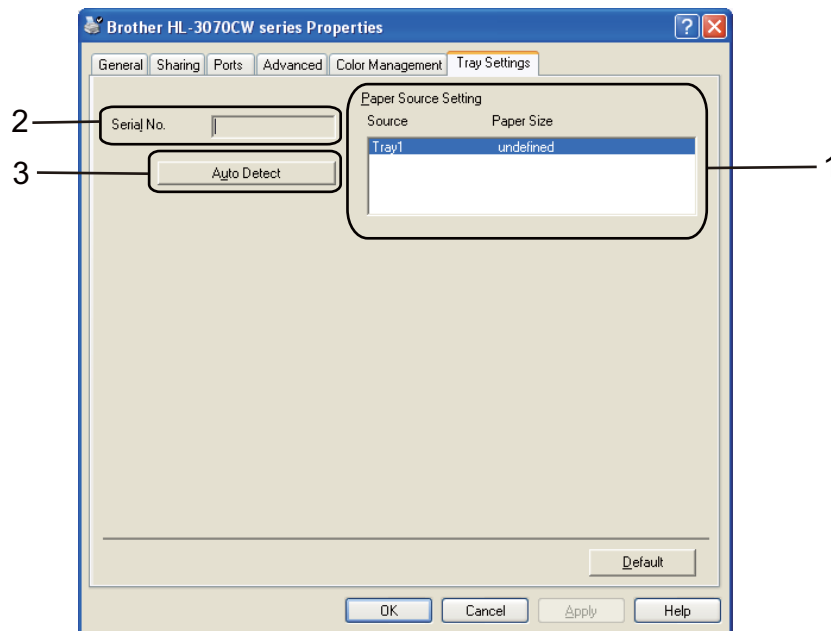 Brother HL-3070CW series Properties
General Sharing Ports Advanced Color Management Tray Settings
Paper Source Setting
2 Serial No. Source Paper Size
Tray1 undefined 1
3 Auto Detect
Default
OK Cancel Apply Help